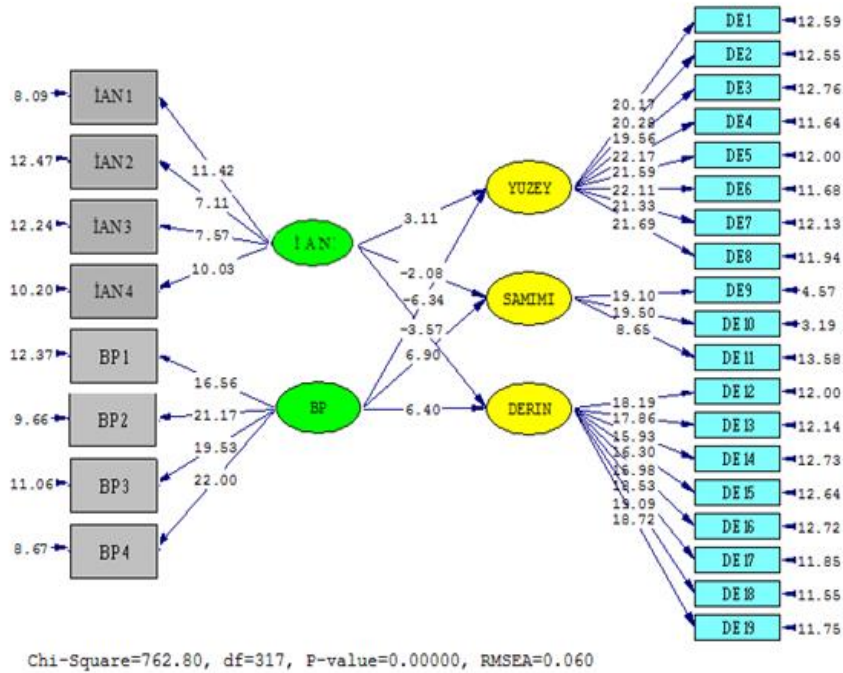 8.09
İAN1
12.47
İAN2
12.24
İAN3
10.20
İAN4
12.37
BP1
9.66
BP2
11.06
BP3
8.67
BP4
11.42
7.11
7.57
10.03
16.56
21.17
19.53
22.00
İAN
BP
3.11
-2.08
-6.34
-3.57
6.90
6.40
YUZEY
SAMIMI
DERIN
20.17
20.28
19.56
22.17
21.59
22.11
21.33
21.69
19.10
19.50
8.65
18.19
17.86
15.93
16.30
16.98
18.72
DE1
12.59
DE2
12.55
DE3
12.76
DE4
11.64
DE5
12.00
DE6
11.68
DE7
12.13
DE8
11.94
DE9
4.57
DE10
3.19
DE11
13.58
DE12
12.00
DE13
12.14
DE14
12.73
DE15
12.64
DE16
12.72
DE17
11.85
DE18
11.55
DE19
11.75
Chi-Square=762.80, df=317, P-value=0.00000, RMSEA=0.060